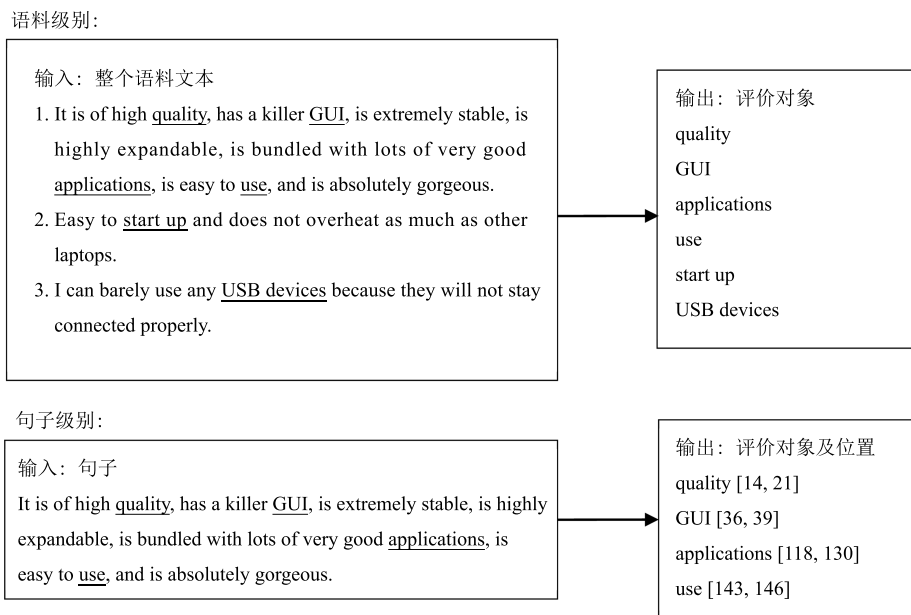 语料级别：
输入：整个语料文本
1. It is of high quality, has a killer GUI, is extremely stable, is
highly expandable, is bundled with lots of very good
applications, is easy to use, and is absolutely gorgeous.
2. Easy to start up and does not overheat as much as other
laptops.
3. I can barely use any USB devices because they will not stay
connected properly.
输出：评价对象
quality
GUI
applications
use
start up
USB devices
句子级别：
输入：句子
It is of high quality, has a killer GUI, is extremely stable, is highly
expandable, is bundled with lots of very good applications, is
easy to use, and is absolutely gorgeous.
输出：评价对象及位置
quality [14, 21]
GUI [36, 39]
applications [118, 130]
use [143, 146]